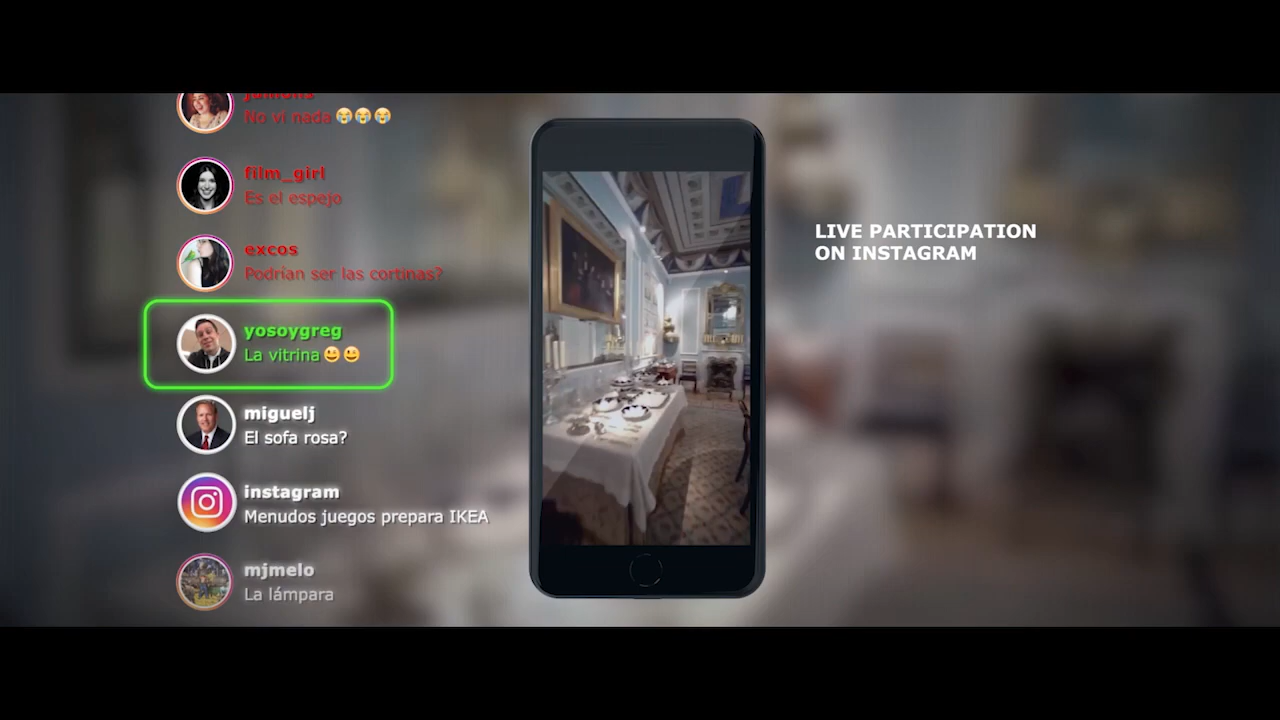 No vi nada
film_girl
Es el espejo
excos
Podrían ser las cortinas?
yosoygreg
La vitrina
miguelj
El sofa rosa?
instagram
Menudos juegos prepara IKEA
mjmelo
La lámpara
LIVE PARTICIPATION
ON INSTAGRAM